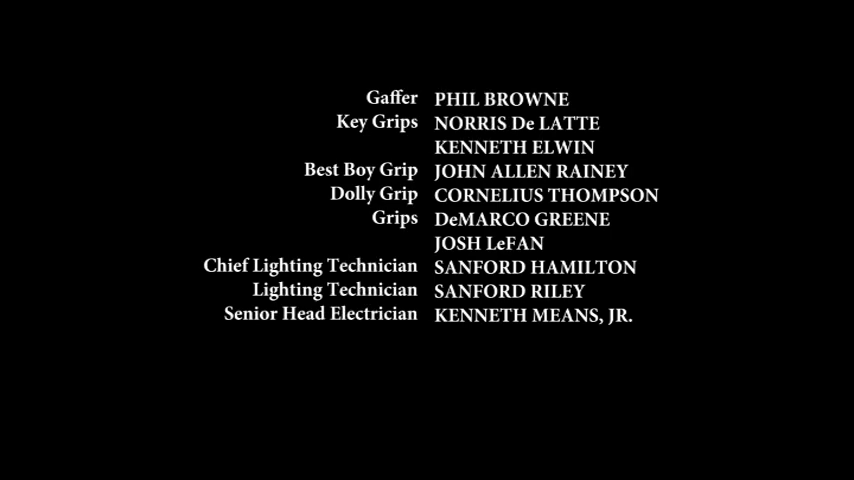 Gaffer PHIL BROWNE
Key Grips NORRIS De LATTE
KENNETH ELWIN
Best Boy Grip JOHN ALLEN RAINEY
Dolly Grip CORNELIUS THOMPSON
Grips DeMARCO GREENE
JOSH LeFAN
Chief Lighting Technician SANFORD HAMILTON
Lighting Technician SANFORD RILEY
Senior Head Electrician KENNETH MEANS, JR.